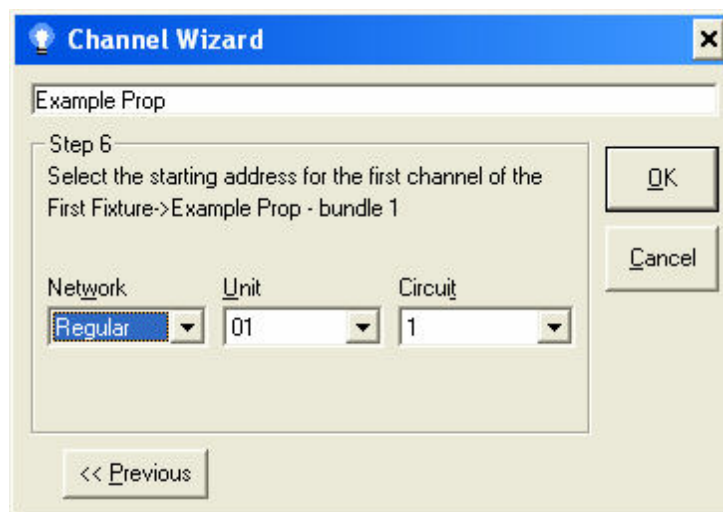 Channel Wizard
Example Prop
Step 6
Select the starting address for the first channel of the
First Fixture->Example Prop - bundle 1
OK
Cancel
Network Unit Circuit
Regular 01 1
<< Previous